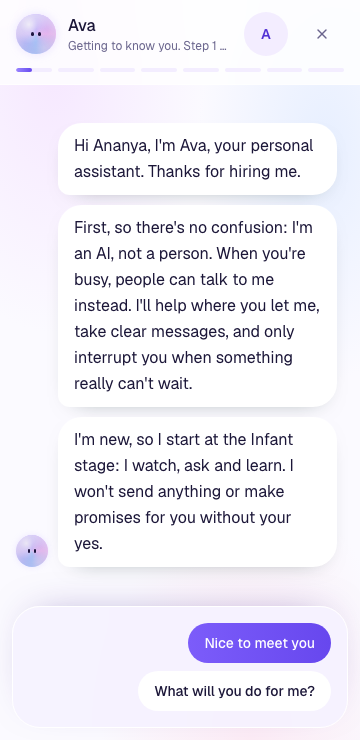 Ava
Getting to know you. Step 1 ...
A
Hi Ananya, I'm Ava, your personal
assistant. Thanks for hiring me.
First, so there's no confusion: I'm
an AI, not a person. When you're
busy, people can talk to me
instead. I'll help where you let me,
take clear messages, and only
interrupt you when something
really can't wait.
I'm new, so I start at the Infant
stage: I watch, ask and learn. I
won't send anything or make
promises for you without your
yes.
Nice to meet you
What will you do for me?